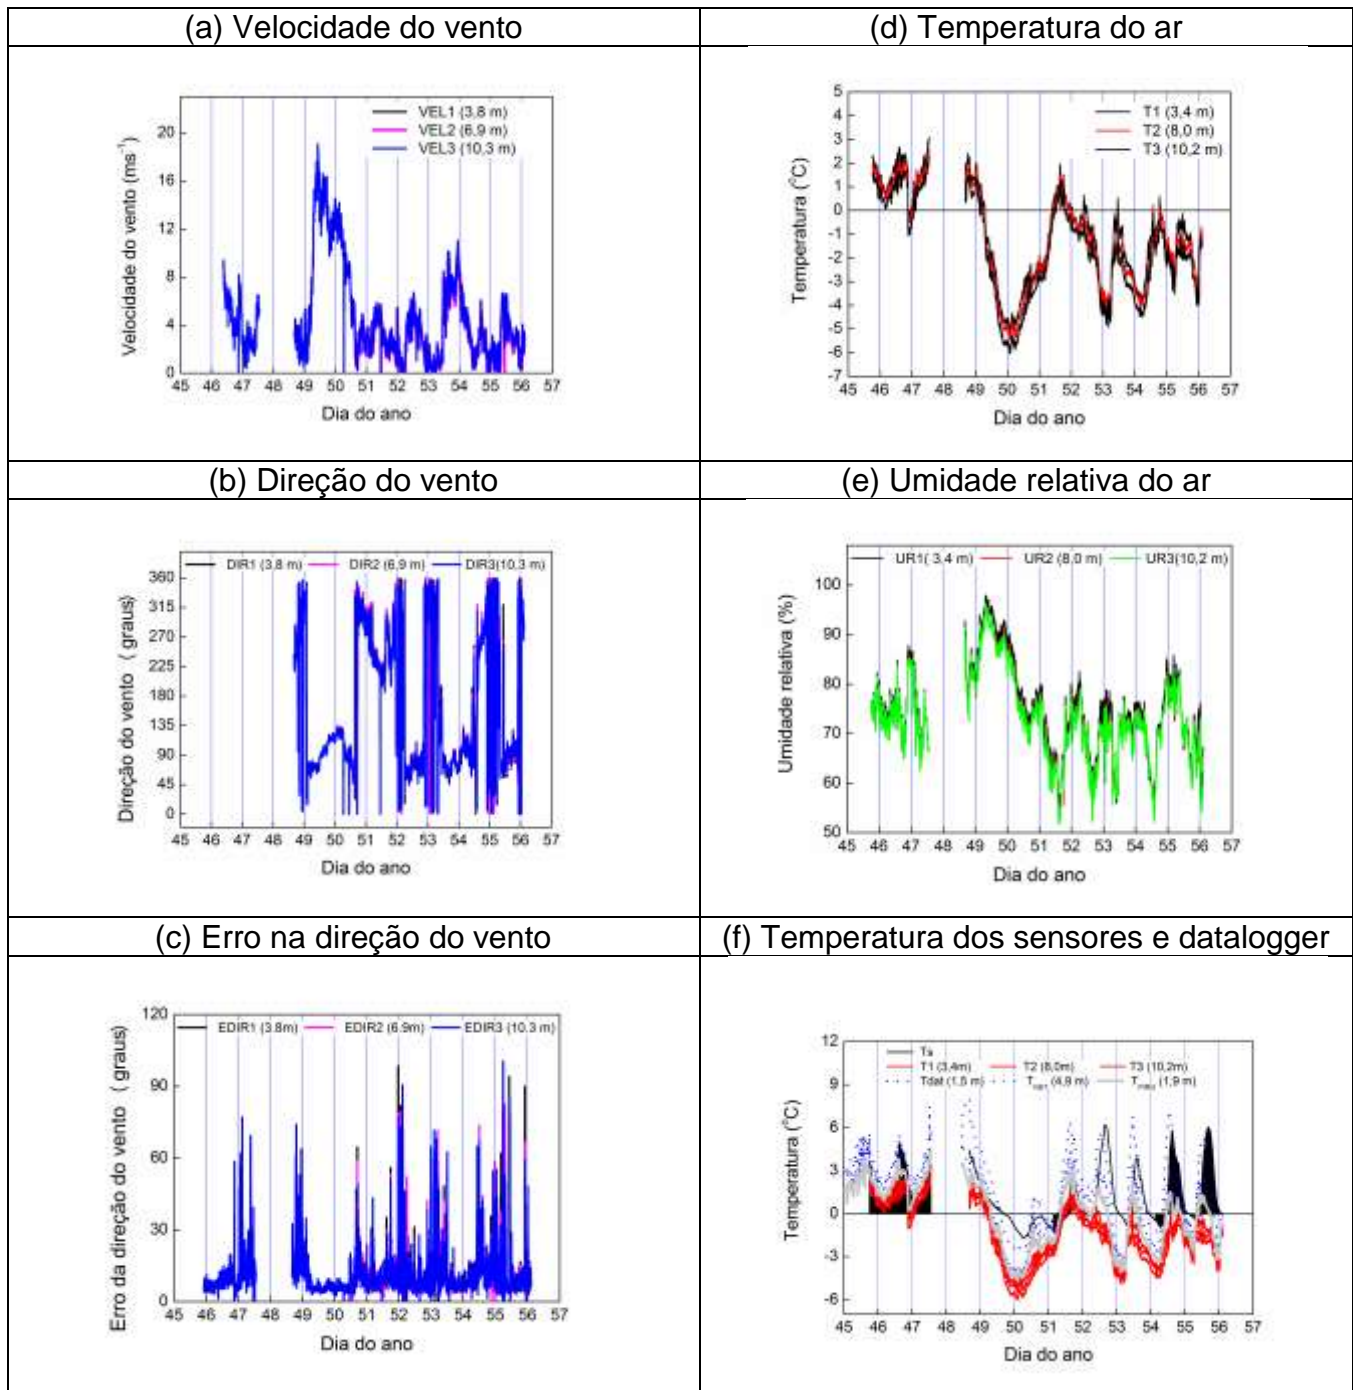 (a) Velocidade do vento
(d) Temperatura do ar
VEL1 (3,8 m)
VEL2 (6,9 m)
VEL3 (10,3 m)
Velocidade do vento (ms⁻¹)
20
16
12
8
4
0
45 46 47 48 49 50 51 52 53 54 55 56 57
Dia do ano
T1 (3,4 m)
T2 (8,0 m)
T3 (10,2 m)
Temperatura (⁰C)
5
4
3
2
1
0
-1
-2
-3
-4
-5
-6
-7
45 46 47 48 49 50 51 52 53 54 55 56 57
Dia do ano
(b) Direção do vento
(e) Umidade relativa do ar
DIR1 (3,8 m) DIR2 (6,9 m) DIR3(10,3 m)
Direção do vento ( graus)
360
315
270
225
180
135
90
45
0
45 46 47 48 49 50 51 52 53 54 55 56 57
Dia do ano
UR1( 3,4 m) UR2 (8,0 m) UR3(10,2 m)
Umidade relativa (%)
100
90
80
70
60
50
45 46 47 48 49 50 51 52 53 54 55 56 57
Dia do ano
(c) Erro na direção do vento
(f) Temperatura dos sensores e datalogger
EDIR1 (3.8m) EDIR2 (6.9m) EDIR3 (10.3 m)
Erro da direção do vento ( graus)
120
90
60
30
0
45 46 47 48 49 50 51 52 53 54 55 56 57
Dia do ano
Ts
T1 (3,4m) T2 (8,0m) T3 (10,2m)
Tdat (1,5 m) (4,9 m) (1,9 m)
Temperatura (⁰C)
12
9
6
3
0
-3
-6
45 46 47 48 49 50 51 52 53 54 55 56 57
Dia do ano